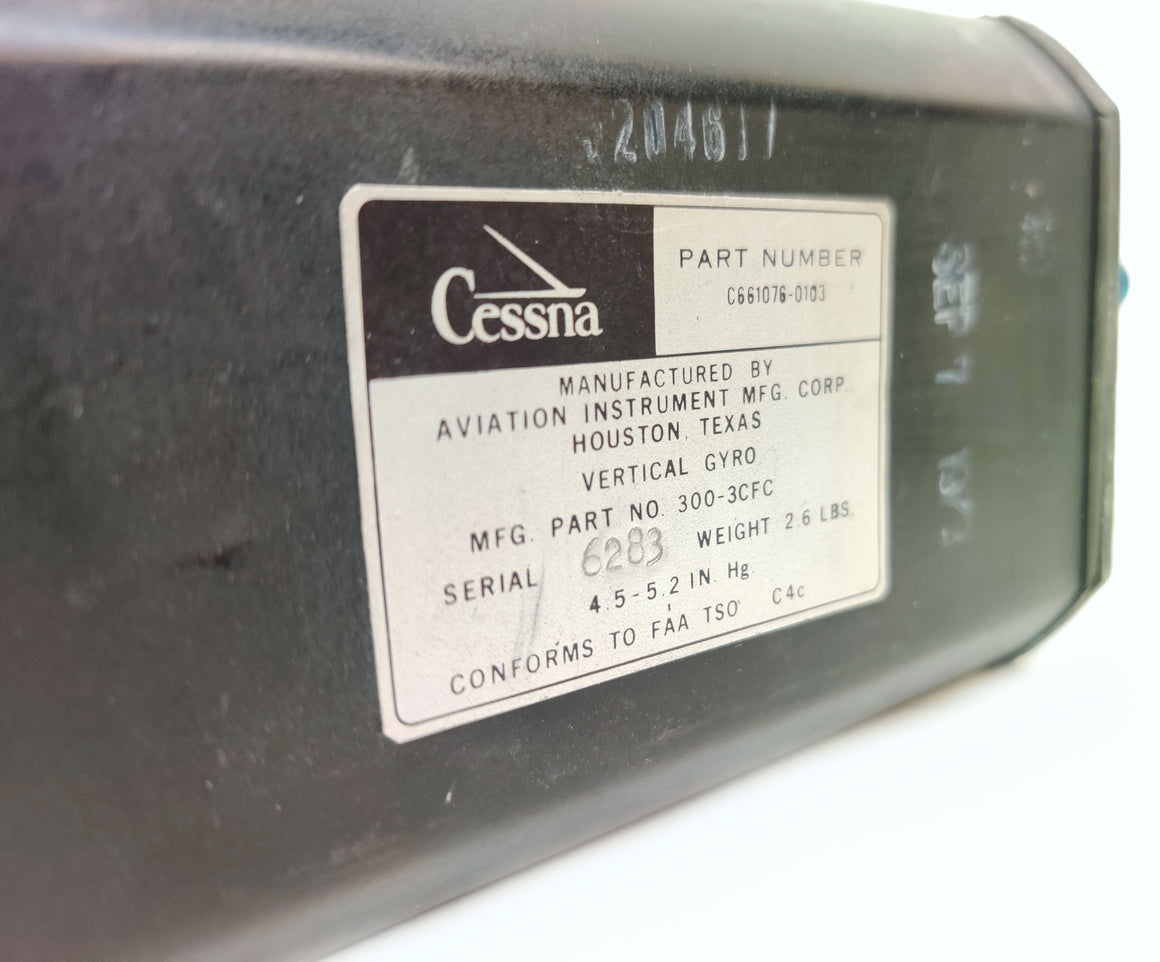 204677
Cessna
PART NUMBER
C661076-0103
MANUFACTURED BY
AVIATION INSTRUMENT MFG. CORP.
HOUSTON, TEXAS
VERTICAL GYRO
MFG. PART NO. 300-3CFC
SERIAL 6283 WEIGHT 2.6 LBS.
4.5-5.2 IN. Hg.
CONFORMS TO FAA TSO C4c
SEP 7